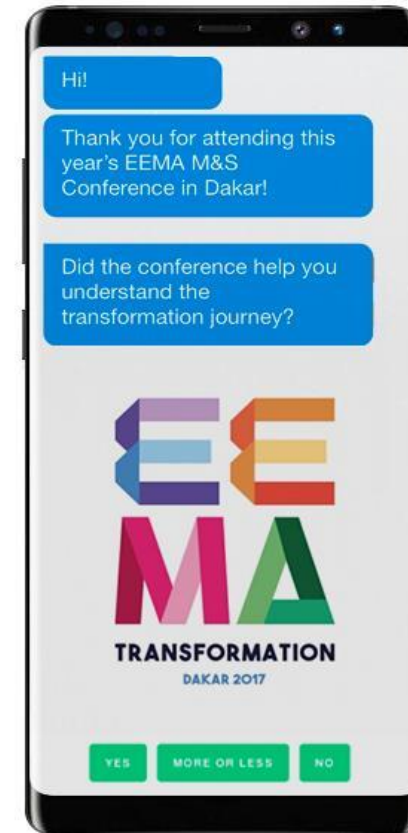 Hi!
Thank you for attending this
year's EEMA M&S
Conference in Dakar!
Did the conference help you
understand the
transformation journey?
EE
MA
TRANSFORMATION
DAKAR 2017
YES
MORE OR LESS
NO